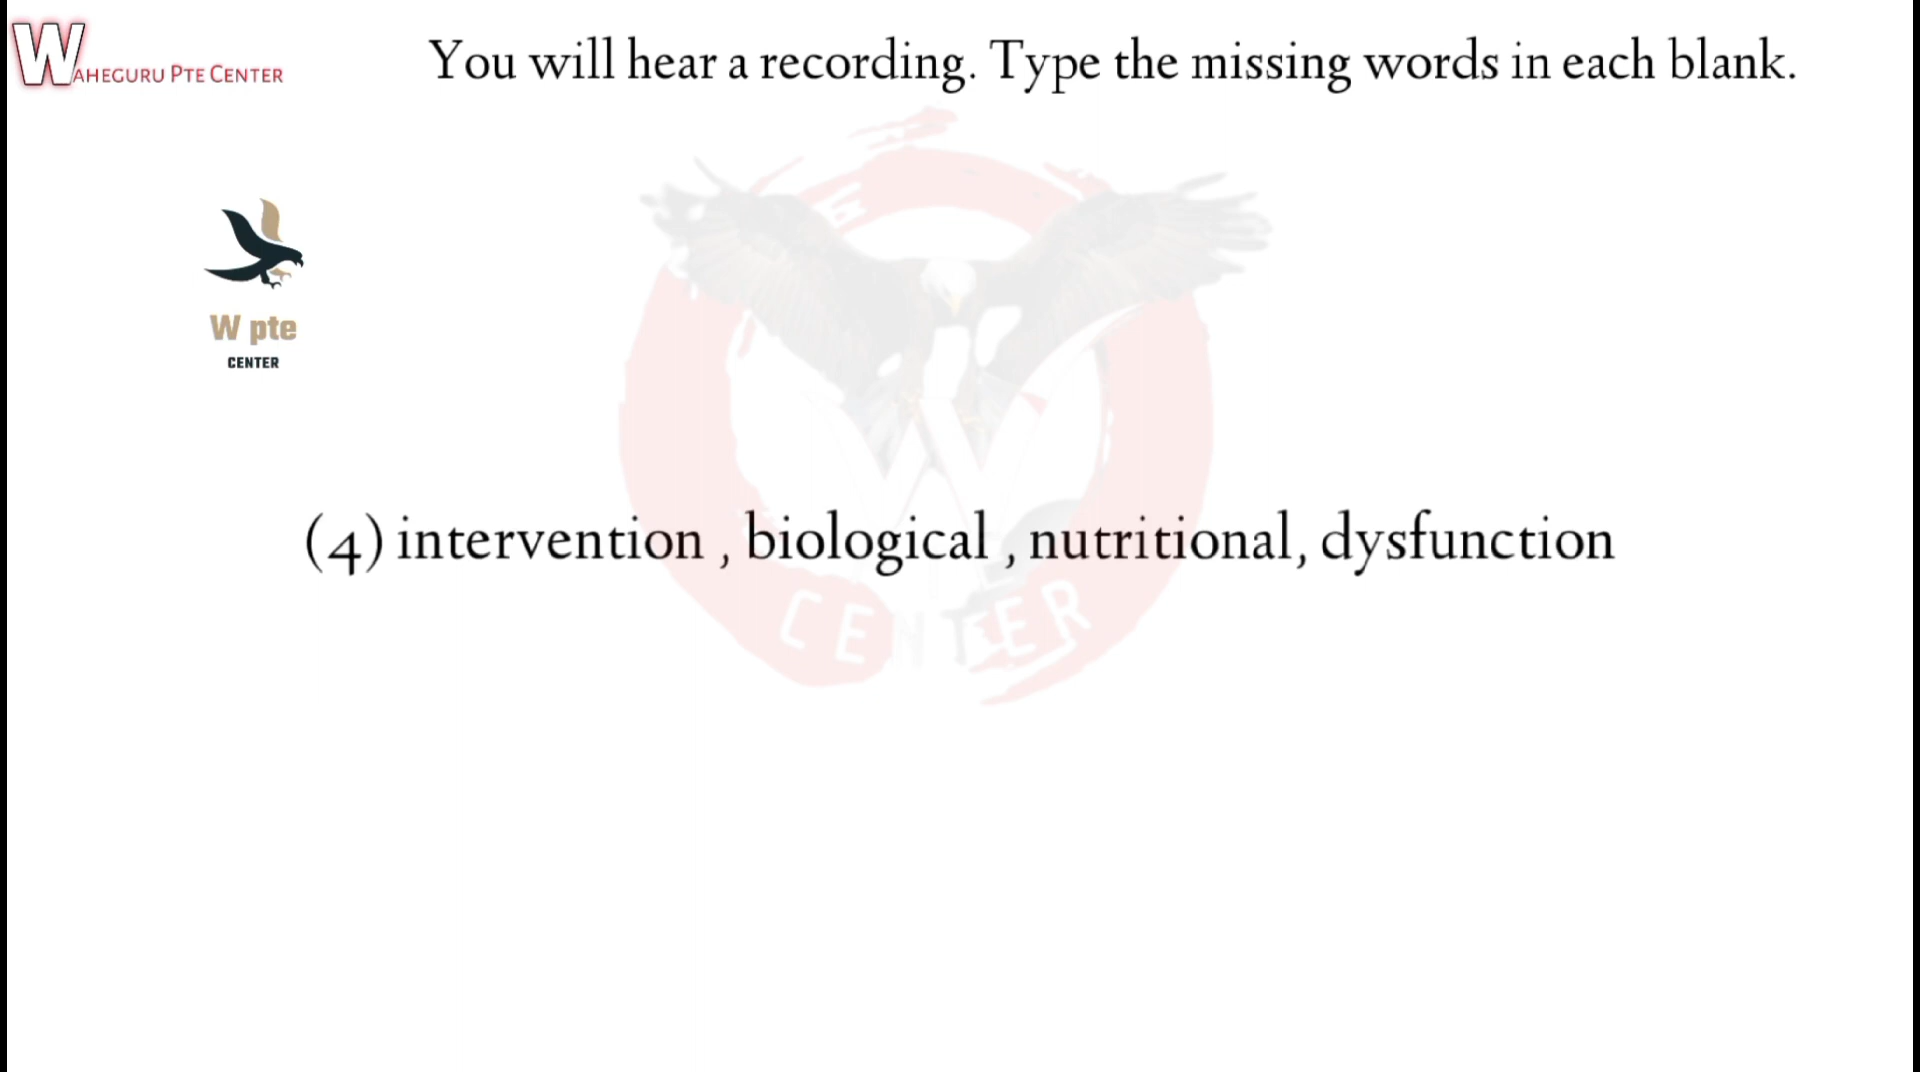 WAHEGURU PTE CENTER
You will hear a recording. Type the missing words in each blank.
W pte
CENTER
(4) intervention , biological , nutritional, dysfunction
CENTER